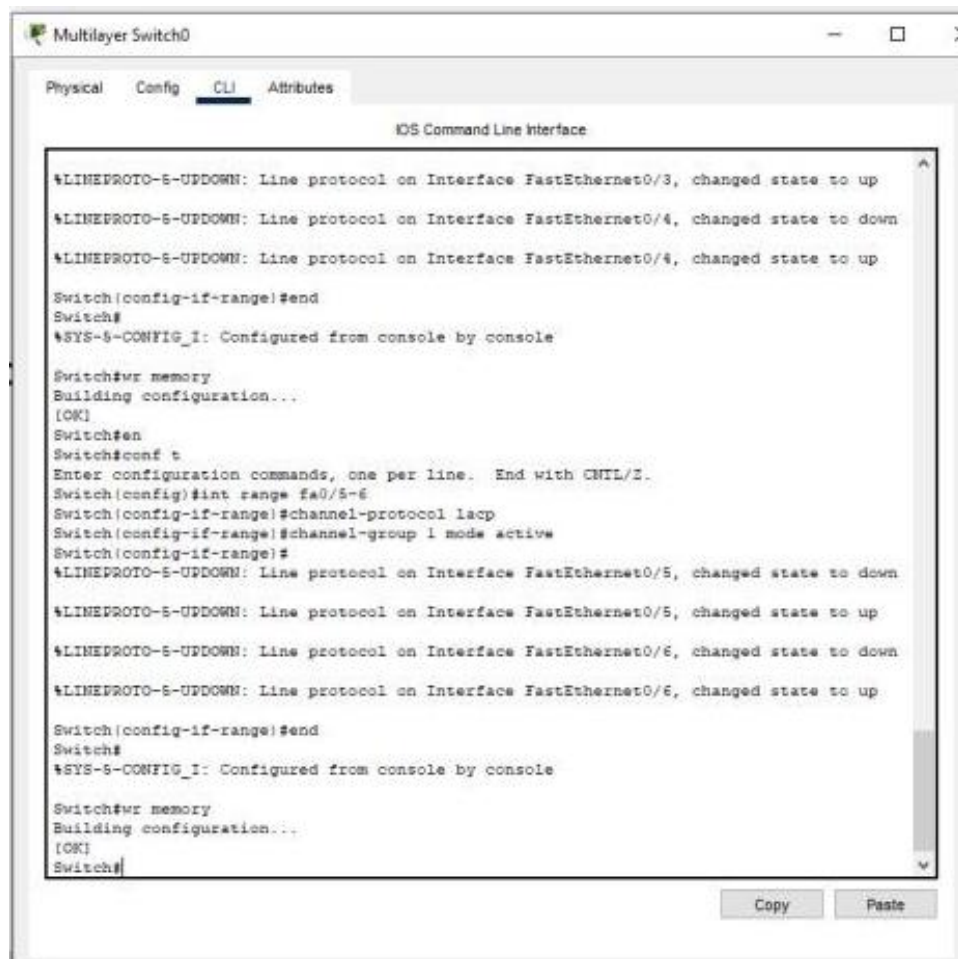 Multilayer Switch0
Physical Config CLI Attributes
IOS Command Line Interface
%LINEPROTO-5-UPDOWN: Line protocol on Interface FastEthernet0/3, changed state to up
%LINEPROTO-5-UPDOWN: Line protocol on Interface FastEthernet0/4, changed state to down
%LINEPROTO-5-UPDOWN: Line protocol on Interface FastEthernet0/4, changed state to up
Switch(config-if-range)#end
Switch#
%SYS-5-CONFIG_I: Configured from console by console
Switch#wr memory
Building configuration...
[OK]
Switch#en
Switch#conf t
Enter configuration commands, one per line. End with CNTL/Z.
Switch(config)#int range fa0/5-6
Switch(config-if-range)#channel-protocol lacp
Switch(config-if-range)#channel-group 1 mode active
Switch(config-if-range)#
%LINEPROTO-5-UPDOWN: Line protocol on Interface FastEthernet0/5, changed state to down
%LINEPROTO-5-UPDOWN: Line protocol on Interface FastEthernet0/5, changed state to up
%LINEPROTO-5-UPDOWN: Line protocol on Interface FastEthernet0/6, changed state to down
%LINEPROTO-5-UPDOWN: Line protocol on Interface FastEthernet0/6, changed state to up
Switch(config-if-range)#end
Switch#
%SYS-5-CONFIG_I: Configured from console by console
Switch#wr memory
Building configuration...
[OK]
Switch#
Copy Paste